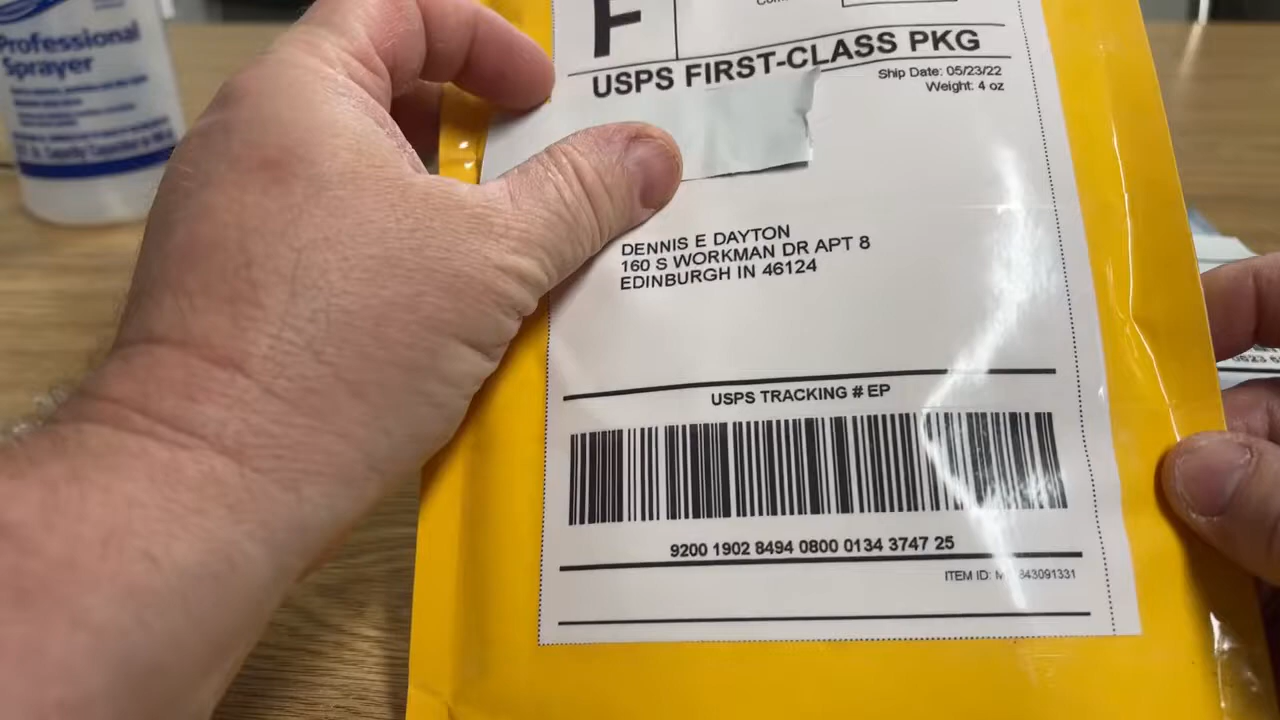 Professional
Sprayer
F
USPS FIRST-CLASS PKG
Ship Date: 05/23/22
Weight: 4 oz
DENNIS E DAYTON
160 S WORKMAN DR APT 8
EDINBURGH IN 46124
USPS TRACKING # EP
9200 1902 8494 0800 0134 3747 25
ITEM ID: 843091331